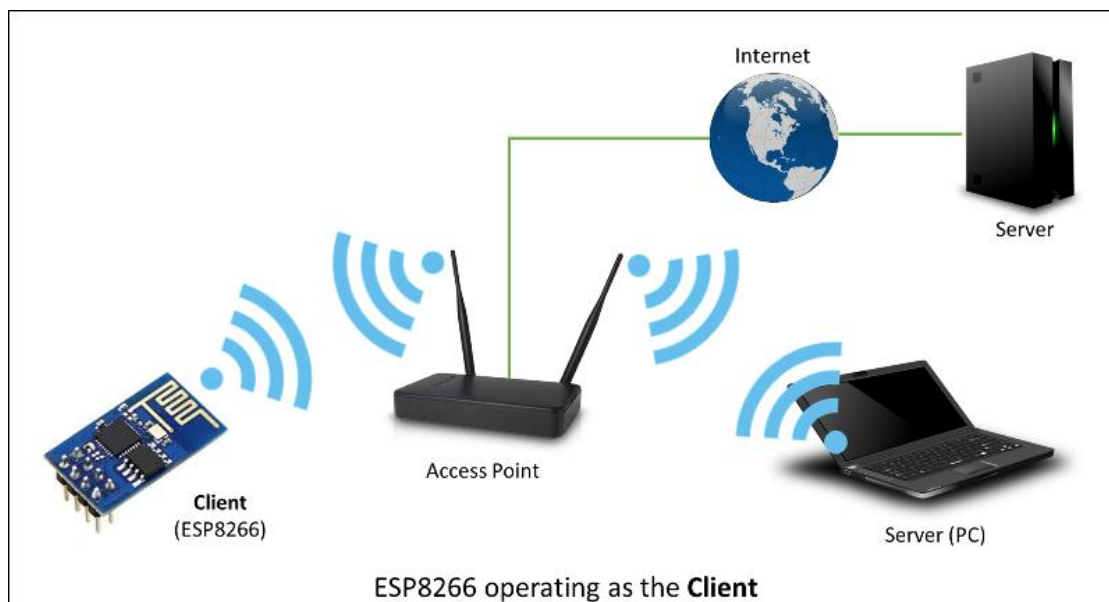 Internet
Server
Access Point
Client
(ESP8266)
Server (PC)
ESP8266 operating as the Client